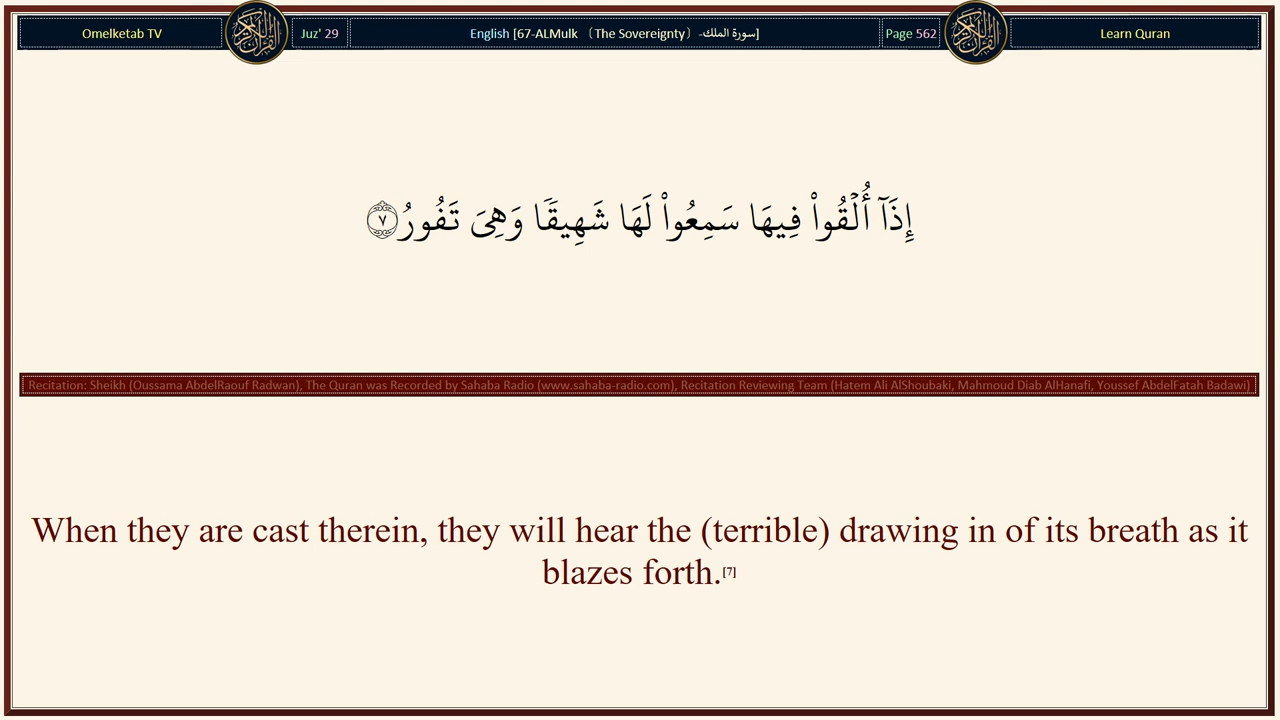 Omelketab TV
Juz' 29
English [67-ALMulk （The Sovereignty）-سورة الملك]
Page 562
Learn Quran
إِذَآ أُلۡقُواْ فِيهَا سَمِعُواْ لَهَا شَهِيقٗا وَهِيَ تَفُورُ ٧
Recitation: Sheikh (Oussama AbdelRaouf Radwan), The Quran was Recorded by Sahaba Radio (www.sahaba-radio.com), Recitation Reviewing Team (Hatem Ali AlShoubaki, Mahmoud Diab AlHanafi, Youssef AbdelFatah Badawi)
When they are cast therein, they will hear the (terrible) drawing in of its breath as it
blazes forth.[7]